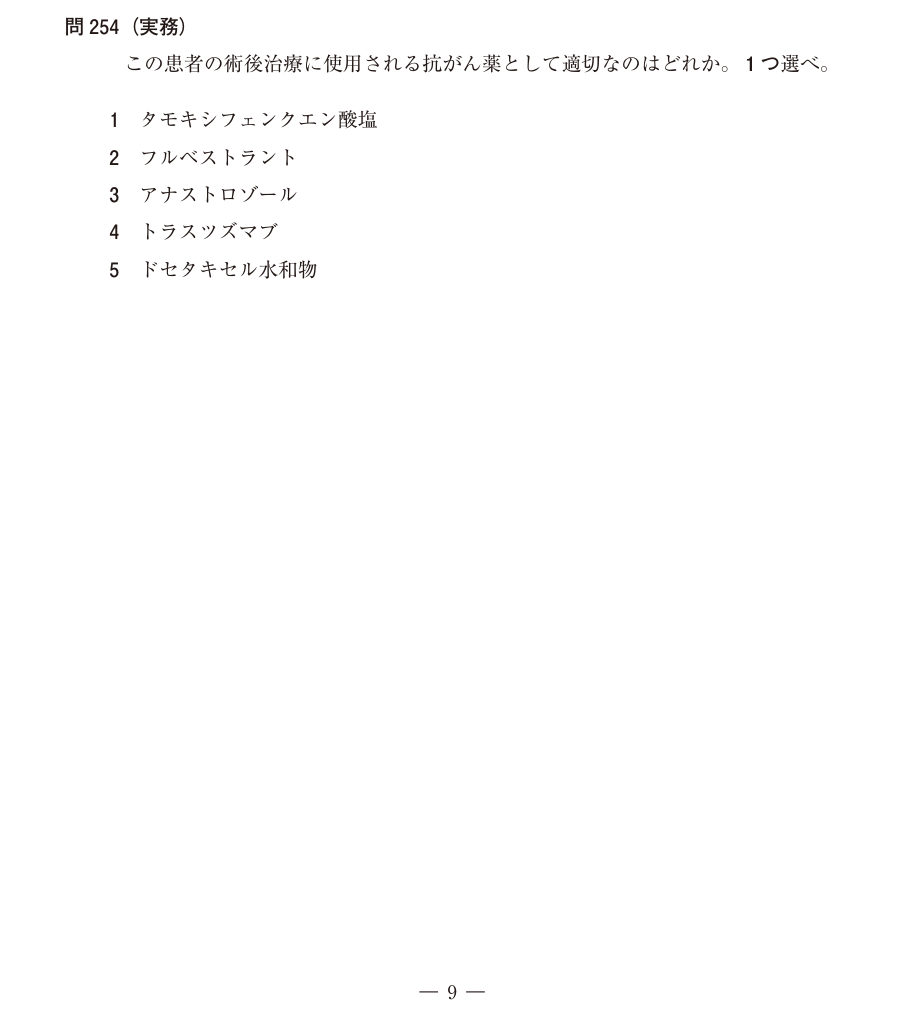 問 254（実務）
この患者の術後治療に使用される抗がん薬として適切なのはどれか。1つ選べ。
1 タモキシフェンクエン酸塩
2 フルベストラント
3 アナストロゾール
4 トラスツズマブ
5 ドセタキセル水和物
— 9 —